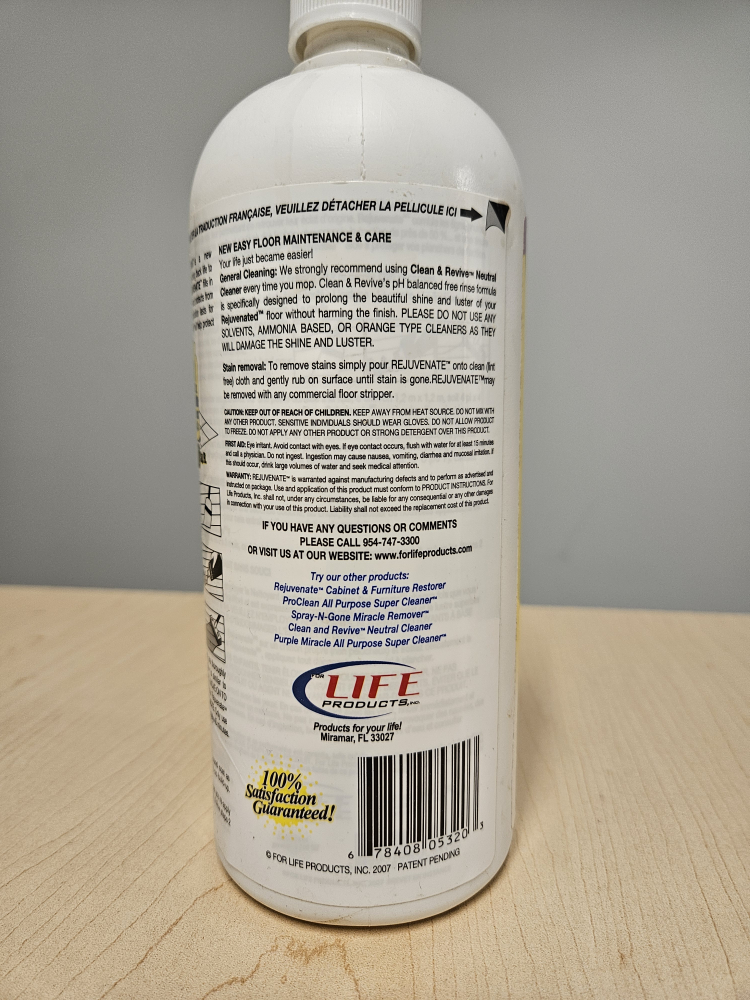 TRADUCTION FRANÇAISE, VEUILLEZ DÉTACHER LA PELLICULE ICI
NEW EASY FLOOR MAINTENANCE & CARE
Your life just became easier!
General Cleaning: We strongly recommend using Clean & Revive™ Neutral
Cleaner every time you mop. Clean & Revive's pH balanced free rinse formula
is specifically designed to prolong the beautiful shine and luster of your
Rejuvenated™ floor without harming the finish. PLEASE DO NOT USE ANY
SOLVENTS, AMMONIA BASED, OR ORANGE TYPE CLEANERS AS THEY
WILL DAMAGE THE SHINE AND LUSTER.
Stain removal: To remove stains simply pour REJUVENATE™ onto clean (lint
free) cloth and gently rub on surface until stain is gone.REJUVENATE™may
be removed with any commercial floor stripper.
CAUTION: KEEP OUT OF REACH OF CHILDREN. KEEP AWAY FROM HEAT SOURCE. DO NOT MIX WITH
ANY OTHER PRODUCT. SENSITIVE INDIVIDUALS SHOULD WEAR GLOVES. DO NOT ALLOW PRODUCT
TO FREEZE. DO NOT APPLY ANY OTHER PRODUCT OR STRONG DETERGENT OVER THIS PRODUCT.
FIRST AID: Eye irritant. Avoid contact with eyes. If eye contact occurs, flush with water for at least 15 minutes
and call a physician. Do not ingest. Ingestion may cause nausea, vomiting, diarrhea and mucosal irritation. If
this should occur, drink large volumes of water and seek medical attention.
WARRANTY: REJUVENATE™ is warranted against manufacturing defects and to perform as advertised and
instructed on package. Use and application of this product must conform to PRODUCT INSTRUCTIONS. For
Life Products, Inc. shall not, under any circumstances, be liable for any consequential or any other damages
in connection with your use of this product. Liability shall not exceed the replacement cost of this product.
IF YOU HAVE ANY QUESTIONS OR COMMENTS
PLEASE CALL 954-747-3300
OR VISIT US AT OUR WEBSITE: www.forlifeproducts.com
Try our other products:
Rejuvenate™ Cabinet & Furniture Restorer
ProClean All Purpose Super Cleaner™
Spray-N-Gone Miracle Remover™
Clean and Revive™ Neutral Cleaner
Purple Miracle All Purpose Super Cleaner™
FOR LIFE
PRODUCTS, INC.
Products for your life!
Miramar, FL 33027
100%
Satisfaction
Guaranteed!
6 78408 05320 3
© FOR LIFE PRODUCTS, INC. 2007 PATENT PENDING